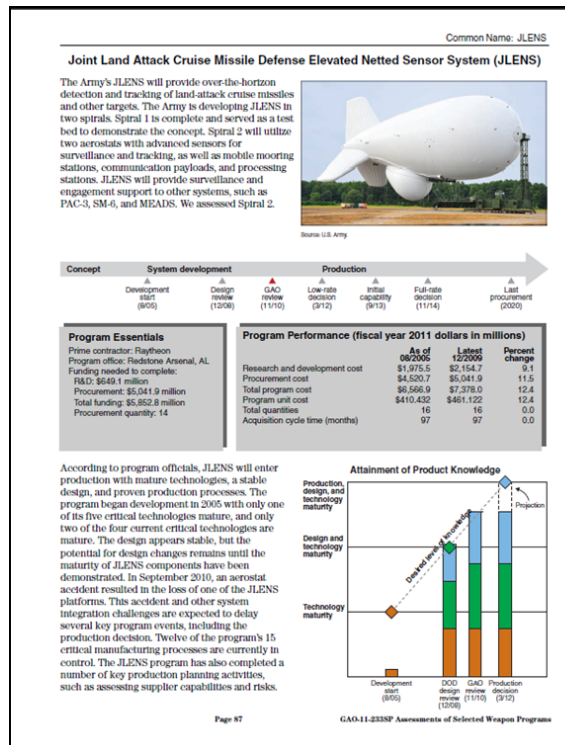 Common Name: JLENS
Joint Land Attack Cruise Missile Defense Elevated Netted Sensor System (JLENS)
The Army's JLENS will provide over-the-horizon
detection and tracking of land-attack cruise missiles
and other targets. The Army is developing JLENS in
two spirals. Spiral 1 is complete and served as a test
bed to demonstrate the concept. Spiral 2 will utilize
two aerostats with advanced sensors for
surveillance and tracking, as well as mobile mooring
stations, communication payloads, and processing
stations. JLENS will provide surveillance and
engagement support to other systems, such as
PAC-3, SM-6, and MEADS. We assessed Spiral 2.
Source: U.S. Army.
Concept System development Production
Development start (8/05)
Design review (12/08)
GAO review (11/10)
Low-rate decision (3/12)
Initial capability (9/13)
Full-rate decision (11/14)
Last procurement (2020)
Program Essentials
Prime contractor: Raytheon
Program office: Redstone Arsenal, AL
Funding needed to complete:
R&D: $649.1 million
Procurement: $5,041.9 million
Total funding: $5,852.8 million
Procurement quantity: 14
Program Performance (fiscal year 2011 dollars in millions)
As of 08/2005 Latest 12/2009 Percent change
Research and development cost $1,975.5 $2,154.7 9.1
Procurement cost $4,520.7 $5,041.9 11.5
Total program cost $6,566.9 $7,378.0 12.4
Program unit cost $410.432 $461.122 12.4
Total quantities 16 16 0.0
Acquisition cycle time (months) 97 97 0.0
According to program officials, JLENS will enter
production with mature technologies, a stable
design, and proven production processes. The
program began development in 2005 with only one
of its five critical technologies mature, and only
two of the four current critical technologies are
mature. The design appears stable, but the
potential for design changes remains until the
maturity of JLENS components have been
demonstrated. In September 2010, an aerostat
accident resulted in the loss of one of the JLENS
platforms. This accident and other system
integration challenges are expected to delay
several key program events, including the
production decision. Twelve of the program's 15
critical manufacturing processes are currently in
control. The JLENS program has also completed a
number of key production planning activities,
such as assessing supplier capabilities and risks.
Attainment of Product Knowledge
Production,
design, and
technology
maturity
Projection
Design and
technology
maturity
Desired level of knowledge
Technology
maturity
Development start (8/05)
DOD design review (12/08)
GAO review (11/10)
Production decision (3/12)
Page 87
GAO-11-233SP Assessments of Selected Weapon Programs